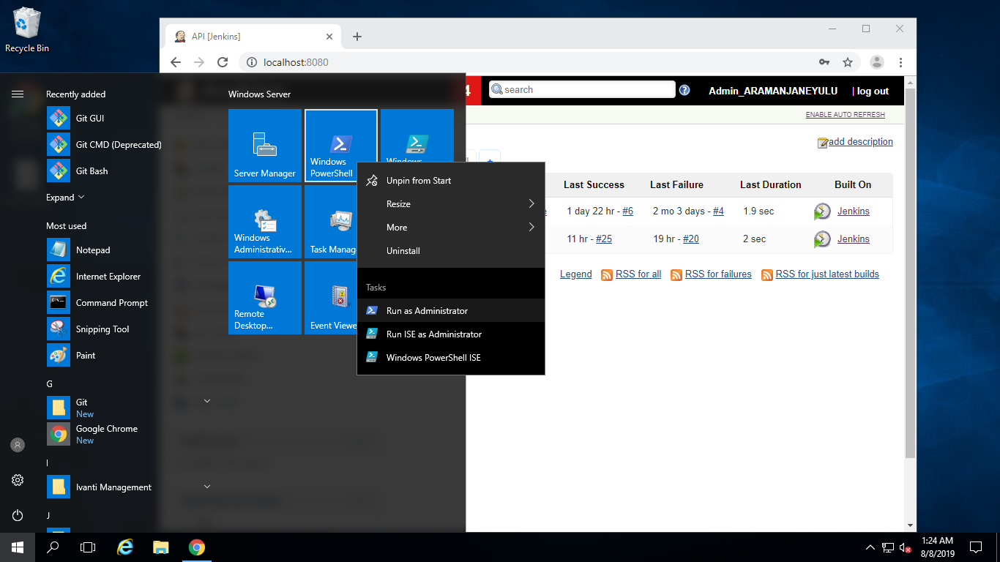 Recycle Bin
API [Jenkins]
localhost:8080
search
Admin_ARAMANJANEYULU
| log out
ENABLE AUTO REFRESH
add description
Last Success
Last Failure
Last Duration
Built On
1 day 22 hr - #6
2 mo 3 days - #4
1.9 sec
Jenkins
11 hr - #25
19 hr - #20
2 sec
Jenkins
Legend
RSS for all
RSS for failures
RSS for just latest builds
Recently added
Git GUI
Git CMD (Deprecated)
Git Bash
Expand
Most used
Notepad
Internet Explorer
Command Prompt
Snipping Tool
Paint
G
Git
New
Google Chrome
New
I
Ivanti Management
J
Windows Server
Server Manager
Windows
PowerShell
Windows
Windows
Administrativ...
Task Manag
Remote
Desktop...
Event Viewe
Unpin from Start
Resize
More
Uninstall
Tasks
Run as Administrator
Run ISE as Administrator
Windows PowerShell ISE
1:24 AM
8/8/2019